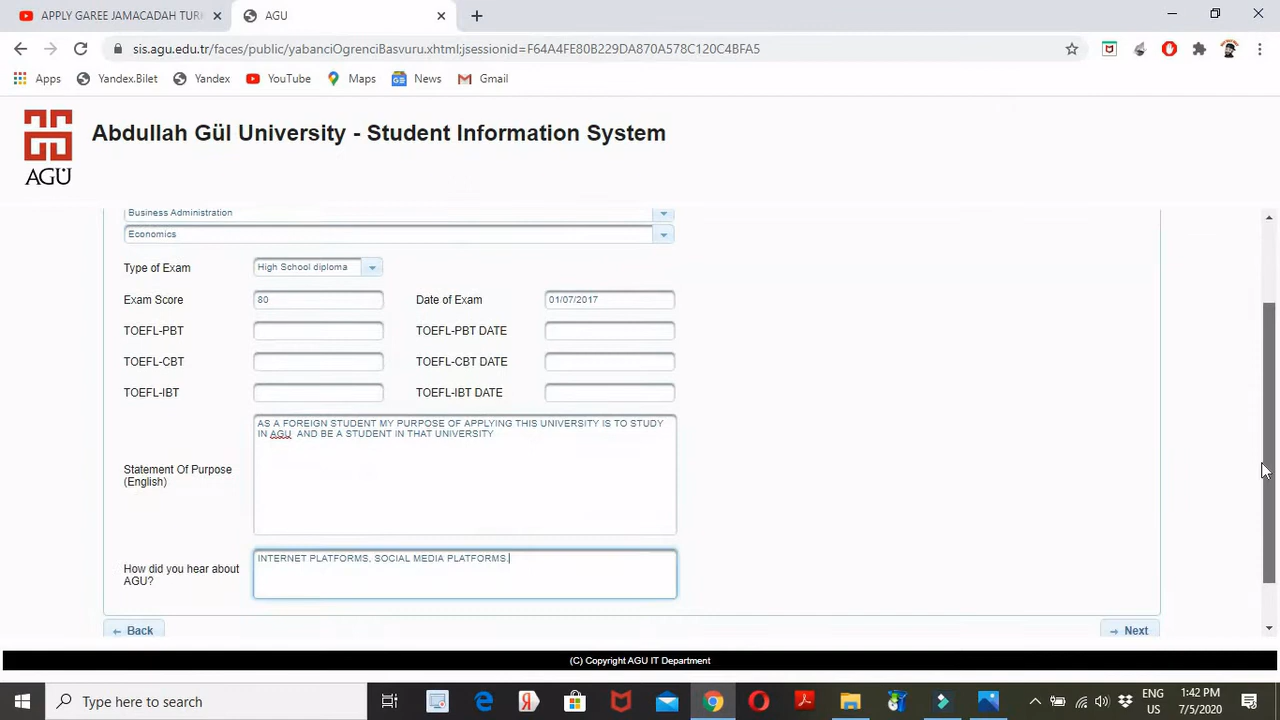 APPLY GAREE JAMACADAH TURK
AGU
sis.agu.edu.tr/faces/public/yabanciOgrenciBasvuru.xhtml;jsessionid=F64A4FE80B229DA870A578C120C4BFA5
Apps
Yandex.Bilet
Yandex
YouTube
Maps
News
Gmail
AGÜ
Abdullah Gül University - Student Information System
Business Administration
Economics
Type of Exam
High School diploma
Exam Score
80
Date of Exam
01/07/2017
TOEFL-PBT
TOEFL-PBT DATE
TOEFL-CBT
TOEFL-CBT DATE
TOEFL-IBT
TOEFL-IBT DATE
Statement Of Purpose
(English)
AS A FOREIGN STUDENT MY PURPOSE OF APPLYING THIS UNIVERSITY IS TO STUDY
IN AGU AND BE A STUDENT IN THAT UNIVERSITY
How did you hear about
AGU?
INTERNET PLATFORMS, SOCIAL MEDIA PLATFORMS.
Back
Next
(C) Copyright AGU IT Department
Type here to search
ENG
US
1:42 PM
7/5/2020